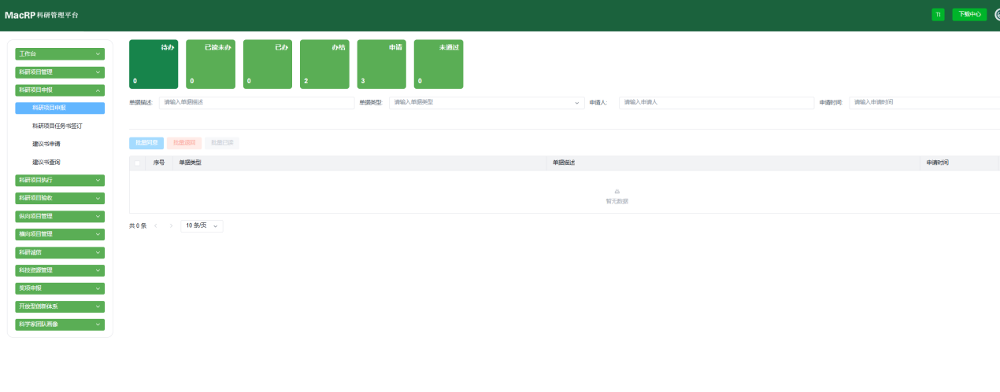 MacRP 科研管理平台
TI 下载中心
工作台
科研项目管理
科研项目申报
科研项目申报
科研项目任务书签订
建议书申请
建议书查询
科研项目执行
科研项目验收
纵向项目管理
横向项目管理
科研诚信
科技资源管理
奖项申报
开放型创新体系
科学家团队画像
待办 已读未办 已办 办结 申请 未通过
0 0 0 2 3 0
单据描述: 请输入单据描述 单据类型: 请输入单据类型 申请人: 请输入申请人 申请时间: 请输入申请时间
批量同意 批量退回 批量已读
序号 单据类型 单据描述 申请时间
暂无数据
共 0 条 10 条/页